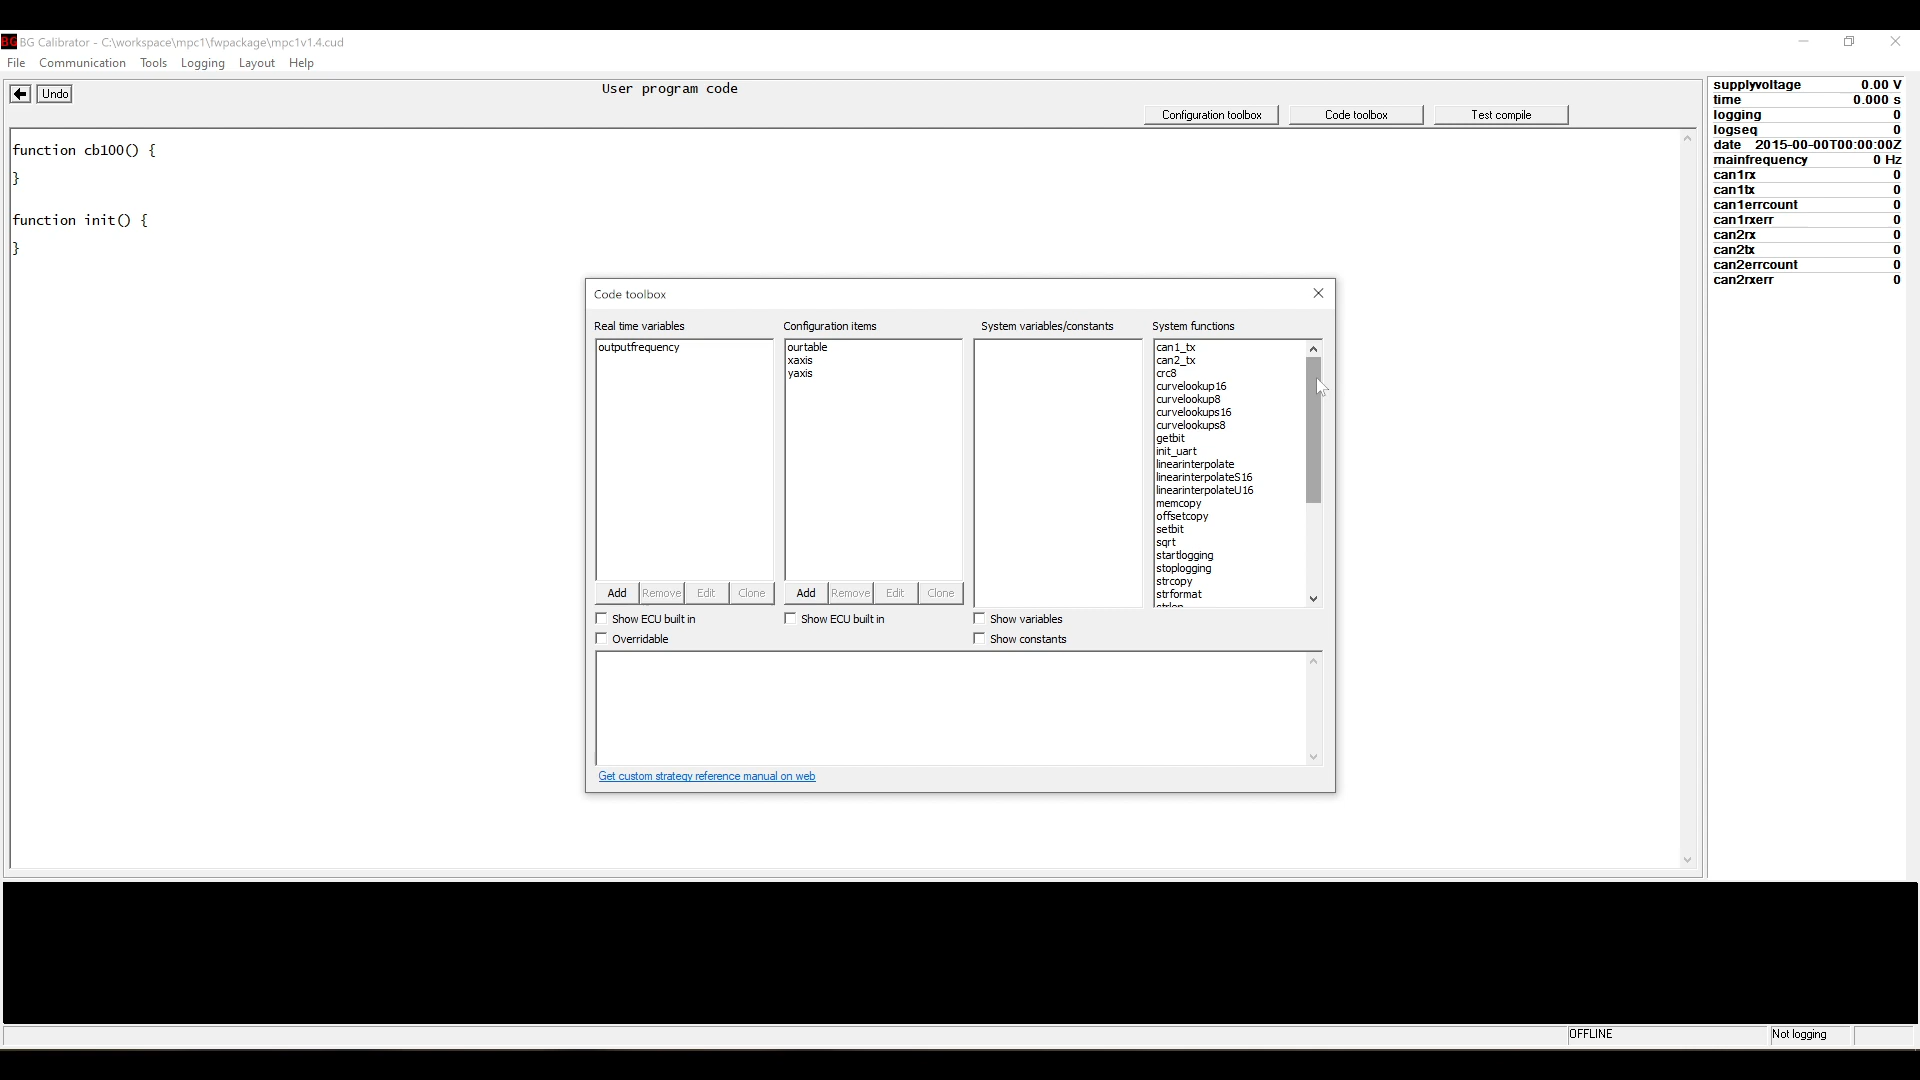 BG BG Calibrator - C:\workspace\mpc1\fwpackage\mpc1v1.4.cud
File Communication Tools Logging Layout Help
Undo
User program code
Configuration toolbox Code toolbox Test compile
function cb100() {
}
function init() {
}
Code toolbox
Real time variables
outputfrequency
Add Remove Edit Clone
Show ECU built in
Overridable
Configuration items
ourtable
xaxis
yaxis
Add Remove Edit Clone
Show ECU built in
System variables/constants
Show variables
Show constants
System functions
can1_tx
can2_tx
crc8
curvelookup16
curvelookup8
curvelookups16
curvelookups8
getbit
init_uart
linearinterpolate
linearinterpolateS16
linearinterpolateU16
memcopy
offsetcopy
setbit
sqrt
startlogging
stoplogging
strcopy
strformat
Get custom strategy reference manual on web
supplyvoltage 0.00 V
time 0.000 s
logging 0
logseq 0
date 2015-00-00T00:00:00Z
mainfrequency 0 Hz
can1rx 0
can1tx 0
can1errcount 0
can1rxerr 0
can2rx 0
can2tx 0
can2errcount 0
can2rxerr 0
OFFLINE Not logging